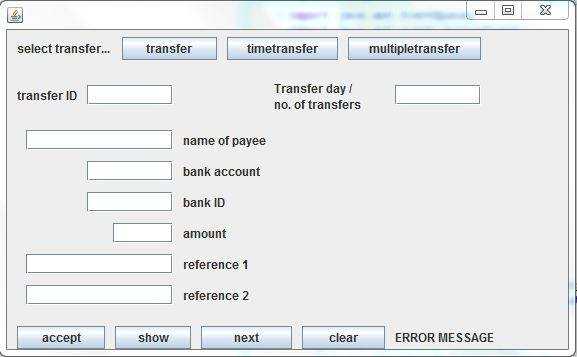 select transfer... transfer timetransfer multipletransfer
transfer ID
Transfer day /
no. of transfers
name of payee
bank account
bank ID
amount
reference 1
reference 2
accept show next clear ERROR MESSAGE